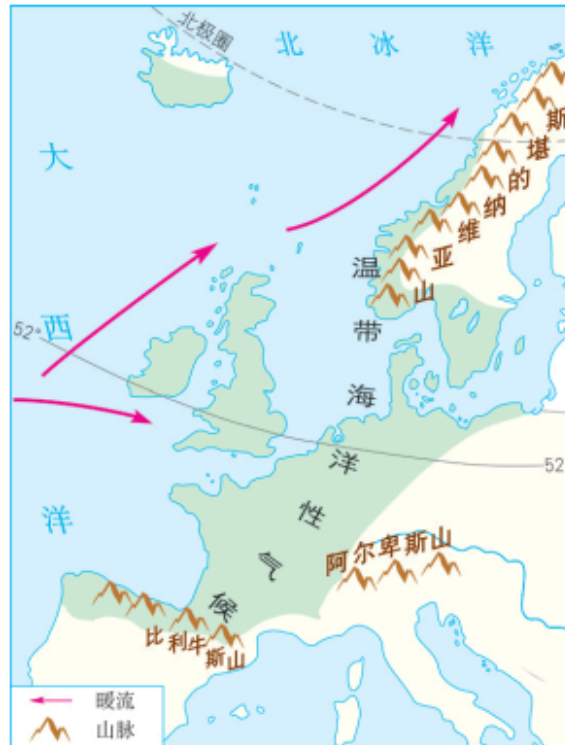 北极圈
北冰洋
大西洋
52°
52°
斯堪的纳维亚山
温带海洋性气候
阿尔卑斯山
比利牛斯山
暖流
山脉